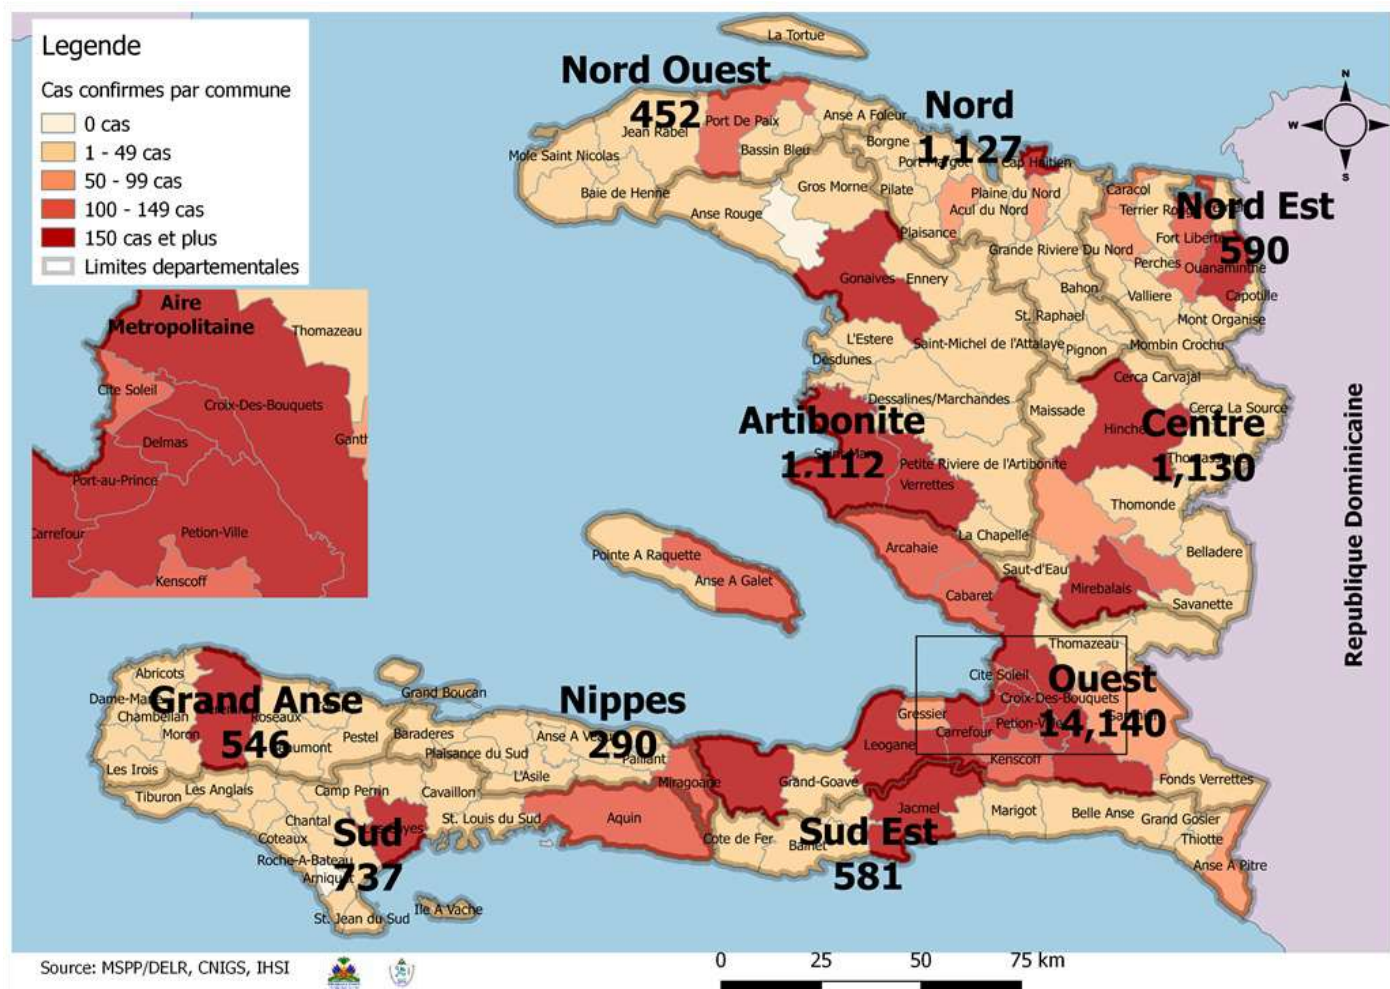 Legende
Cas confirmes par commune
0 cas
1 - 49 cas
50 - 99 cas
100 - 149 cas
150 cas et plus
Limites departementales
Aire
Metropolitaine
Thomazeau
Cite Soleil
Croix-Des-Bouquets
Delmas
Port-au-Prince
Carrefour
Petion-Ville
Kenscoff
La Tortue
Nord Ouest
452
Port De Paix
Jean Rabel
Anse A Foleur
Bassin Bleu
Mole Saint Nicolas
Baie de Henne
Nord
1,127
Borgne
Port Margot
Cap Haitien
N
W
S
Gros Morne
Pilate
Plaine du Nord
Acul du Nord
Anse Rouge
Plaisance
Caracol
Terrier Rouge
Nord Est
590
Fort Liberte
Perches
Ouanaminthe
Grande Riviere Du Nord
Gonaives
Ennery
Bahon
Valliere
Capotille
St. Raphael
Mont Organise
L'Estere
Saint-Michel de l'Attalaye
Pignon
Mombin Crochu
Desdunes
Cerca Carvajal
Dessalines/Marchandes
Maissade
Cerca La Source
Artibonite
1,112
Hinche
Centre
1,130
Petite Riviere de l'Artibonite
Verrettes
Thomonde
La Chapelle
Belladere
Pointe A Raquette
Arcahaie
Anse A Galet
Saut-d'Eau
Cabaret
Mirebalais
Savanette
Republique Dominicaine
Thomazeau
Cite Soleil
Ouest
14,140
Croix-Des-Bouquets
Gressier
Carrefour
Leogane
Kenscoff
Fonds Verrettes
Abricots
Grand Anse
546
Chambellan
Moron
Roseaux
Pestel
Les Irois
Grand Boucan
Baraderes
Nippes
290
Plaisance du Sud
L'Asile
Paillant
Miragoane
Grand-Goave
Tiburon
Les Anglais
Camp Perrin
Cavaillon
St. Louis du Sud
Aquin
Chantal
Coteaux
Sud
737
Roche-A-Bateau
St. Jean du Sud
Ile A Vache
Cote de Fer
Sud Est
581
Jacmel
Marigot
Belle Anse
Grand Gosier
Thiotte
Anse A Pitre
Source: MSPP/DELR, CNIGS, IHSI
0 25 50 75 km